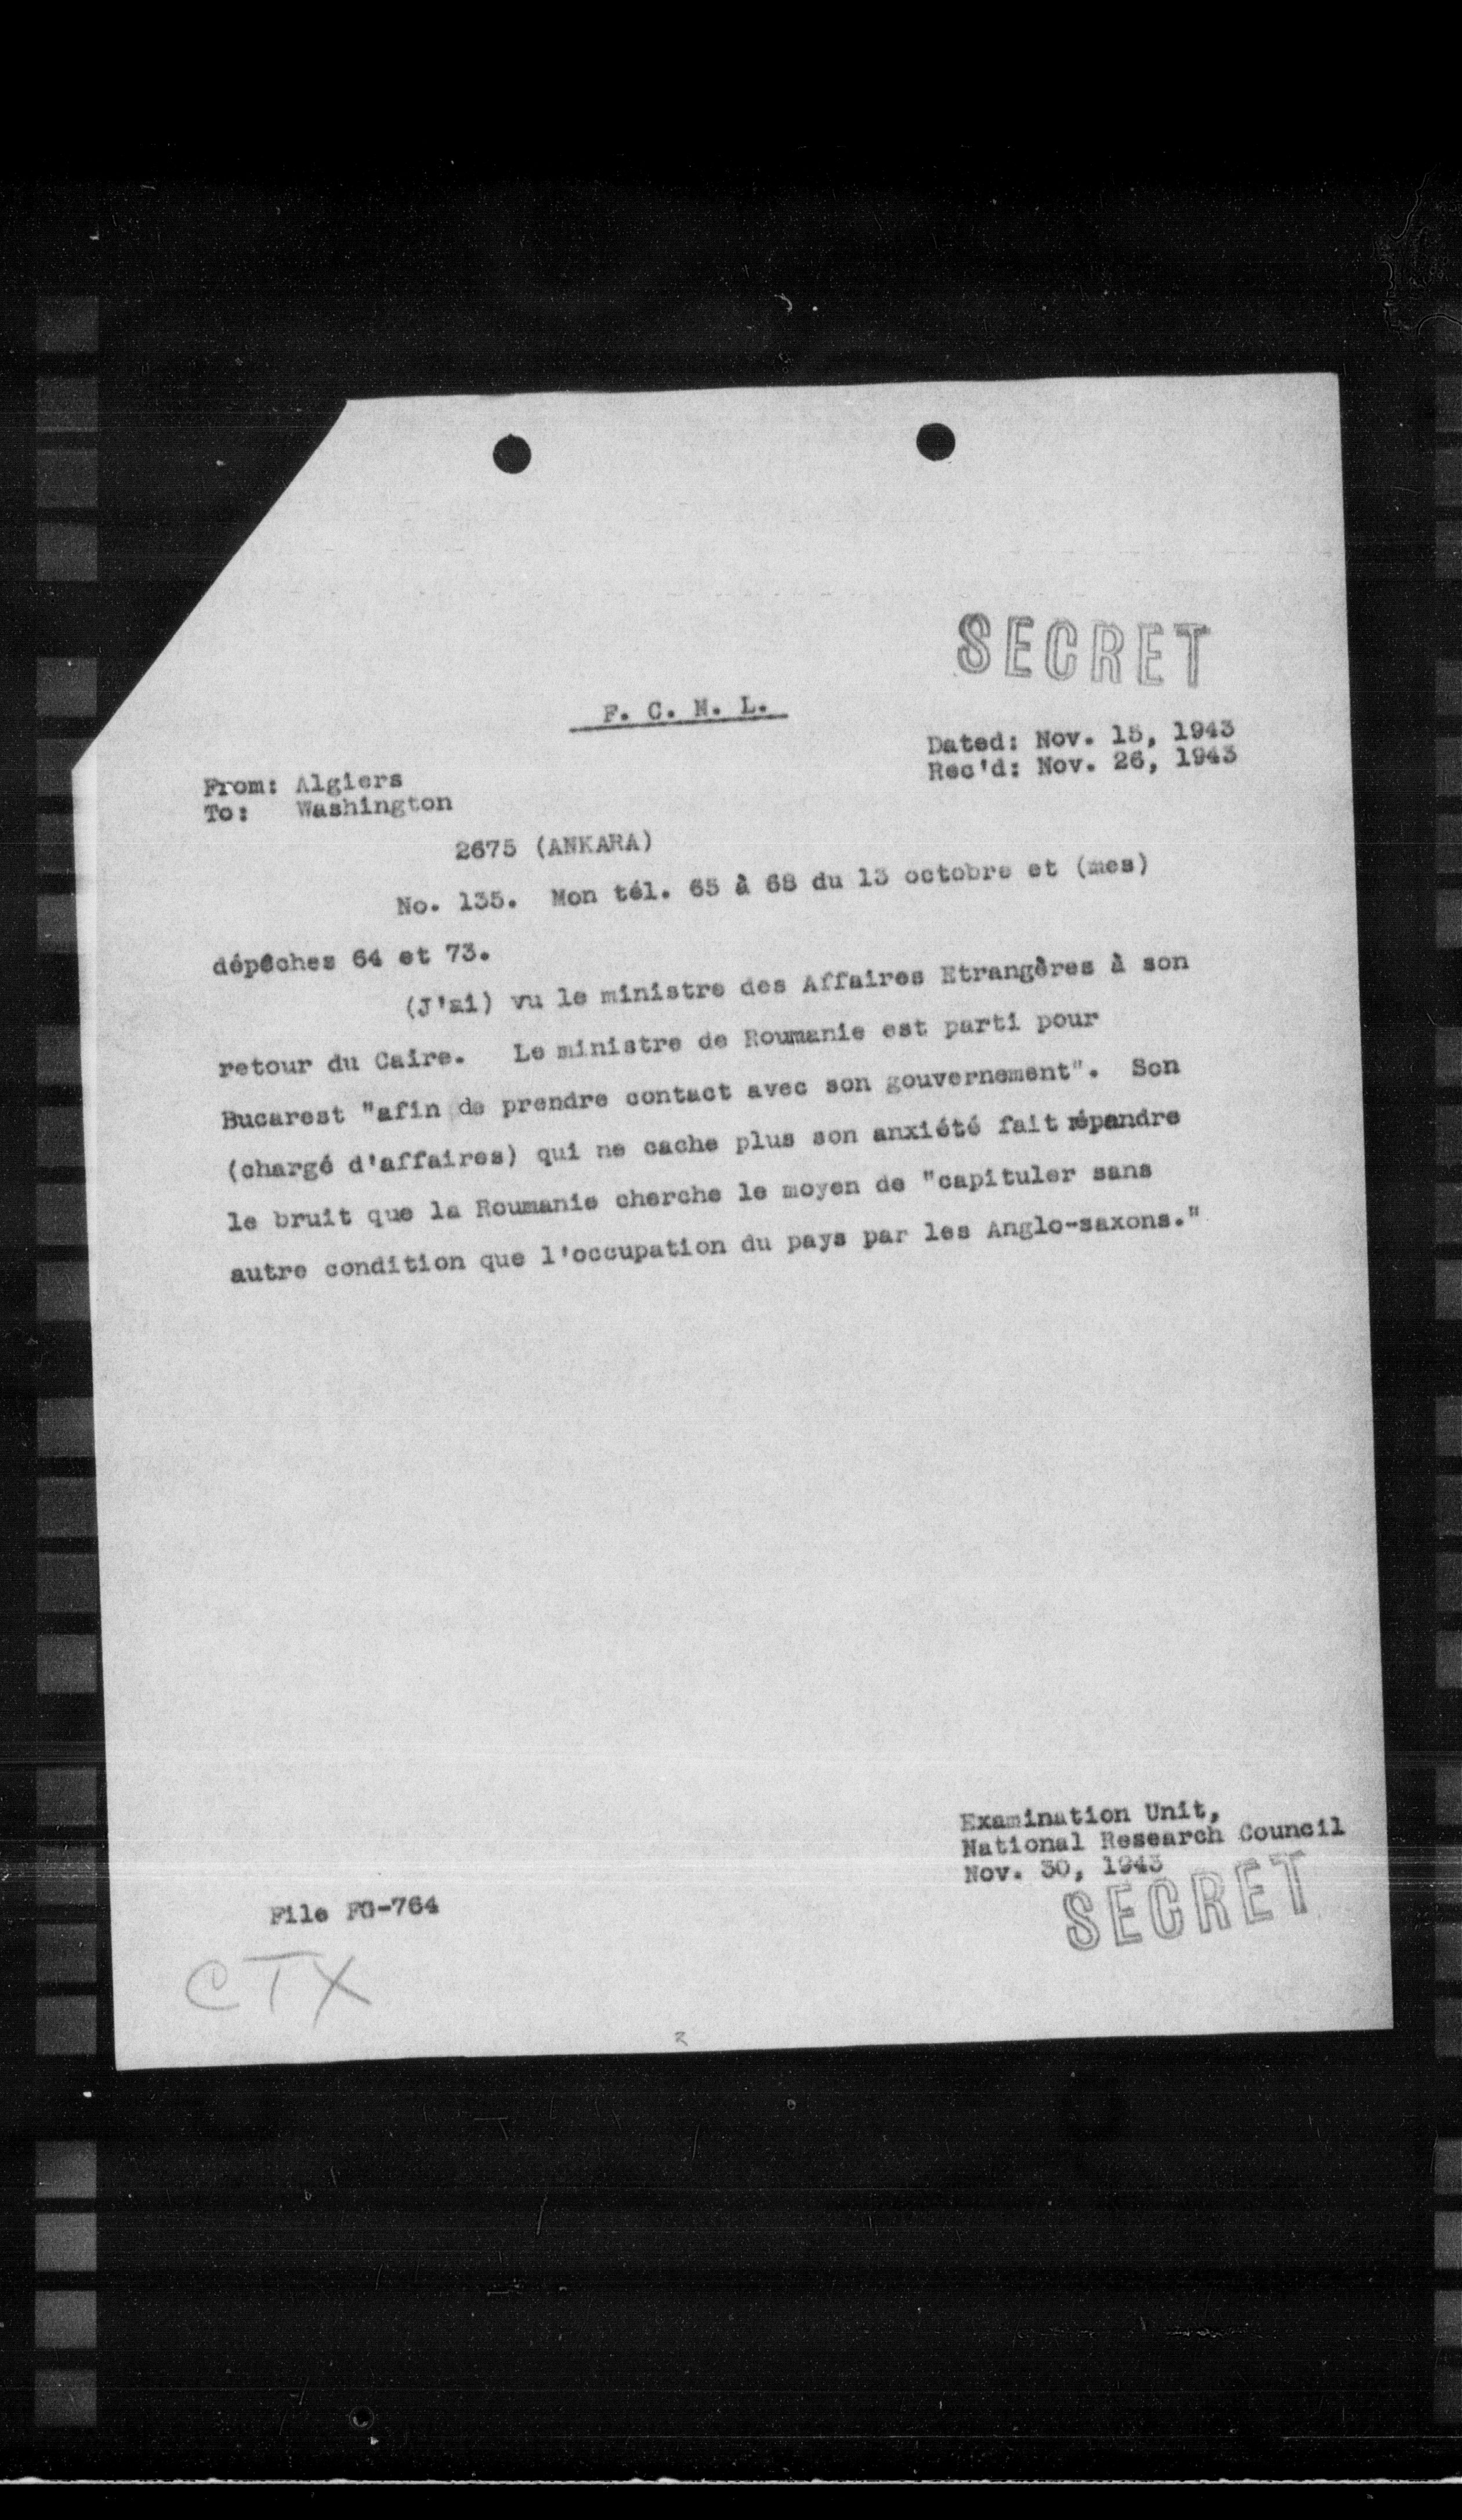 SECRET
F. C. N. L.
Dated: Nov. 15, 1943
Rec'd: Nov. 26, 1943
From: Algiers
To: Washington
2675 (ANKARA)
No. 135. Mon tél. 65 à 68 du 13 octobre et (mes)
dépêches 64 et 73.
(J'ai) vu le ministre des Affaires Etrangères à son
retour du Caire. Le ministre de Roumanie est parti pour
Bucarest "afin de prendre contact avec son gouvernement". Son
(chargé d'affaires) qui ne cache plus son anxiété fait répandre
le bruit que la Roumanie cherche le moyen de "capituler sans
autre condition que l'occupation du pays par les Anglo-saxons."
Examination Unit,
National Research Council
Nov. 30, 1943
SECRET
File FG-764
CTX